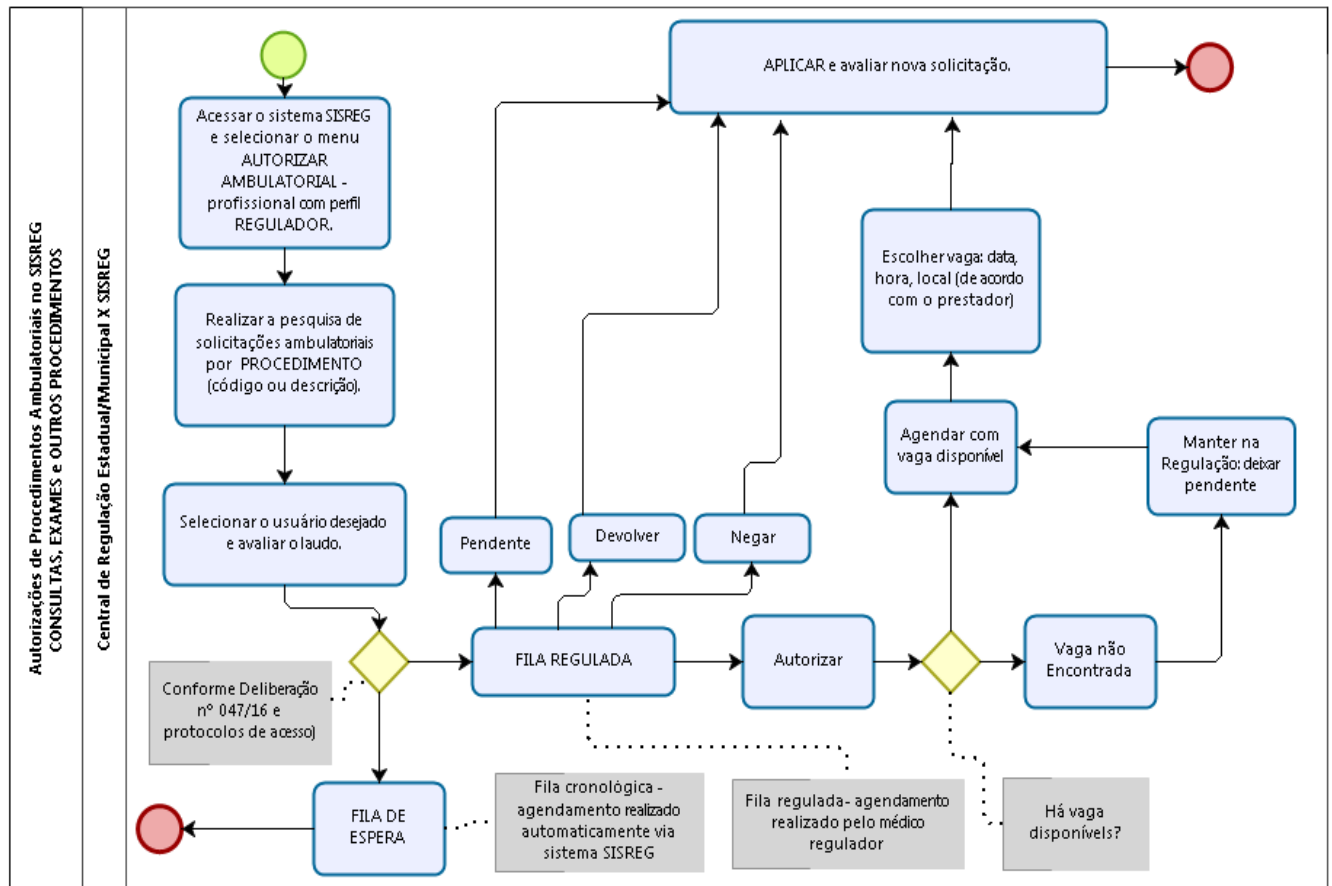 Autorizações de Procedimentos Ambulatoriais no SISREG
CONSULTAS, EXAMES e OUTROS PROCEDIMENTOS
Central de Regulação Estadual/Municipal X SISREG
Acessar o sistema SISREG
e selecionar o menu
AUTORIZAR
AMBULATORIAL -
profissional com perfil
REGULADOR.
Realizar a pesquisa de
solicitações ambulatoriais
por PROCEDIMENTO
(código ou descrição).
Selecionar o usuário desejado
e avaliar o laudo.
Conforme Deliberação
nº 047/16 e
protocolos de acesso)
FILA DE
ESPERA
Fila cronológica -
agendamento realizado
automaticamente via
sistema SISREG
FILA REGULADA
Pendente
Devolver
Negar
APLICAR e avaliar nova solicitação.
Autorizar
Fila regulada- agendamento
realizado pelo médico
regulador
Escolher vaga: data,
hora, local (de acordo
com o prestador)
Agendar com
vaga disponível
Manter na
Regulação: deixar
pendente
Vaga não
Encontrada
Há vaga
disponívels?